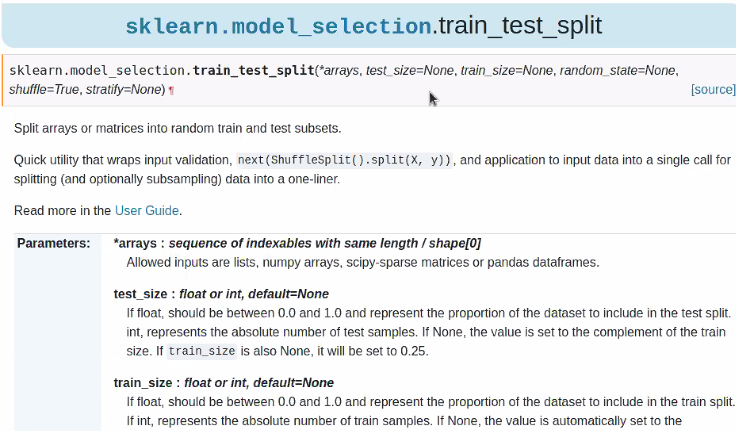 sklearn.model_selection.train_test_split
sklearn.model_selection.train_test_split(*arrays, test_size=None, train_size=None, random_state=None,
shuffle=True, stratify=None) ¶ [source]
Split arrays or matrices into random train and test subsets.
Quick utility that wraps input validation, next(ShuffleSplit().split(X, y)), and application to input data into a single call for
splitting (and optionally subsampling) data into a one-liner.
Read more in the User Guide.
Parameters: *arrays : sequence of indexables with same length / shape[0]
Allowed inputs are lists, numpy arrays, scipy-sparse matrices or pandas dataframes.
test_size : float or int, default=None
If float, should be between 0.0 and 1.0 and represent the proportion of the dataset to include in the test split.
int, represents the absolute number of test samples. If None, the value is set to the complement of the train
size. If train_size is also None, it will be set to 0.25.
train_size : float or int, default=None
If float, should be between 0.0 and 1.0 and represent the proportion of the dataset to include in the train split.
If int, represents the absolute number of train samples. If None, the value is automatically set to the